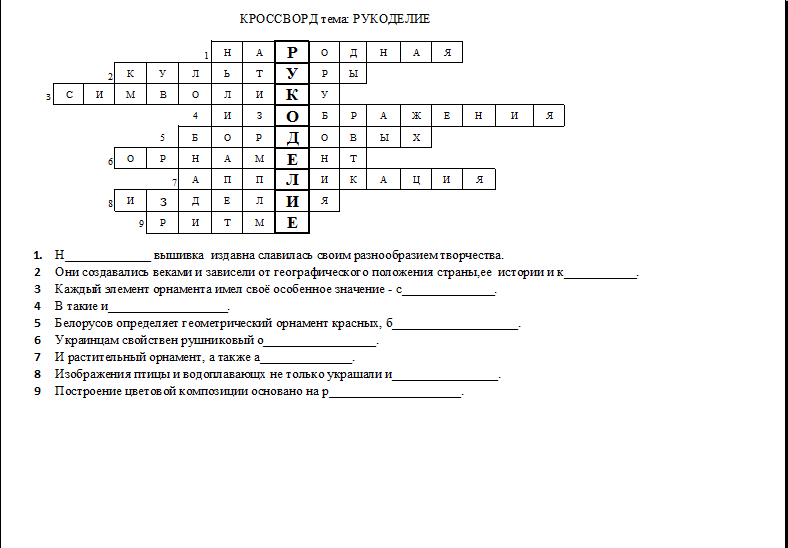 КРОССВОРД тема: РУКОДЕЛИЕ
1 Н А Р О Д Н А Я
2 К У Л Ь Т У Р Ы
3 С И М В О Л И К У
4 И З О Б Р А Ж Е Н И Я
5 Б О Р Д О В Ы Х
6 О Р Н А М Е Н Т
7 А П П Л И К А Ц И Я
8 И З Д Е Л И Я
9 Р И Т М Е
1. Н_____________ вышивка издавна славилась своим разнообразием творчества.
2 Они создавались веками и зависели от географического положения страны,ее истории и к___________.
3 Каждый элемент орнамента имел своё особенное значение - с______________.
4 В такие и__________________.
5 Белорусов определяет геометрический орнамент красных, б___________________.
6 Украинцам свойствен рушниковый о_________________.
7 И растительный орнамент, а также а______________.
8 Изображения птицы и водоплавающх не только украшали и________________.
9 Построение цветовой композиции основано на р____________________.